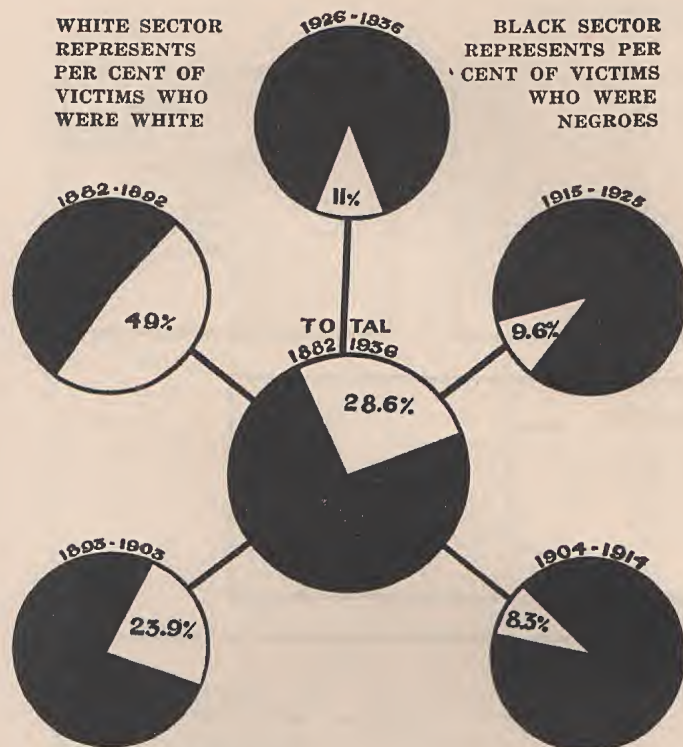 WHITE SECTOR
REPRESENTS
PER CENT OF
VICTIMS WHO
WERE WHITE
1926-1936
BLACK SECTOR
REPRESENTS PER
CENT OF VICTIMS
WHO WERE
NEGROES
11%
1882-1892
49%
1915-1925
9.6%
TOTAL
1882 1936
28.6%
1893-1903
23.9%
1904-1914
8.3%